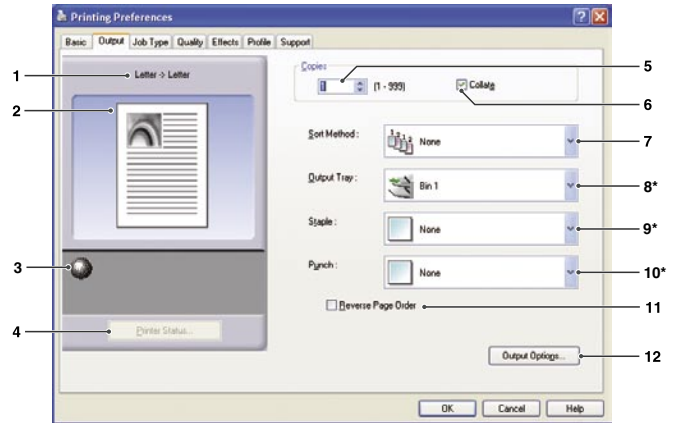 Printing Preferences
Basic Output Job Type Quality Effects Profile Support
1 Letter -> Letter
2
3
4 Printer Status...
Copies
1 (1 - 999) Collate
5
6
Sort Method : None 7
Output Tray : Bin 1 8*
Staple : None 9*
Punch : None 10*
Reverse Page Order 11
Output Options... 12
OK Cancel Help